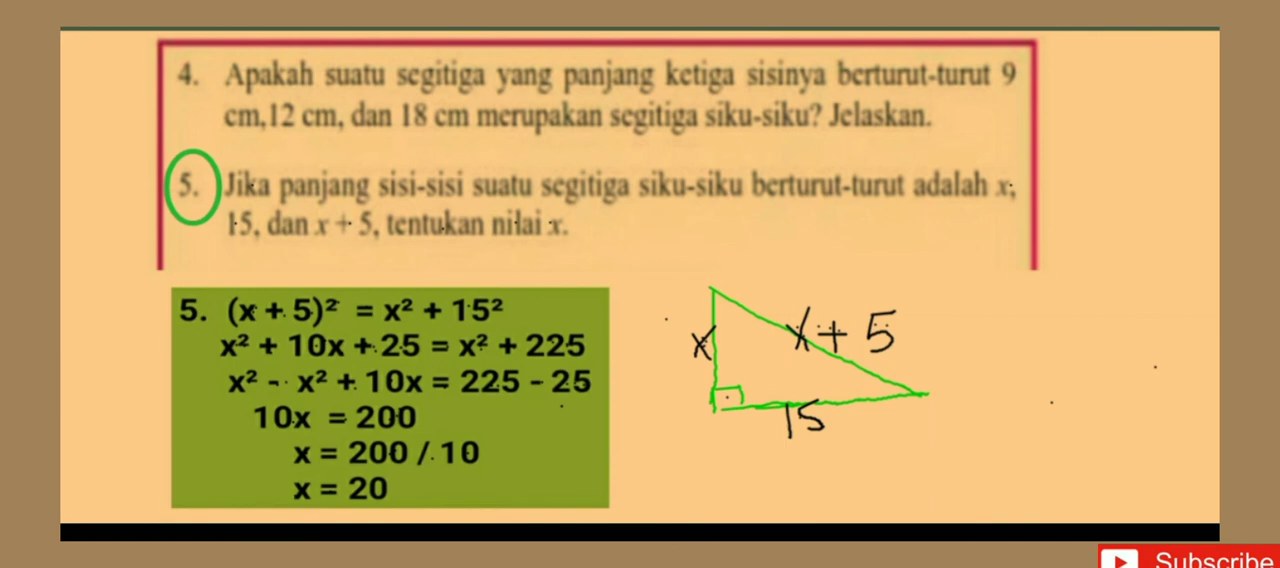 4. Apakah suatu segitiga yang panjang ketiga sisinya berturut-turut 9
cm,12 cm, dan 18 cm merupakan segitiga siku-siku? Jelaskan.
5. Jika panjang sisi-sisi suatu segitiga siku-siku berturut-turut adalah x,
15, dan x + 5, tentukan nilai x.
5. (x + 5)² = x² + 15²
x² + 10x + 25 = x² + 225
x² - x² + 10x = 225 - 25
10x = 200
x = 200 / 10
x = 20
x
x + 5
15
Subscribe